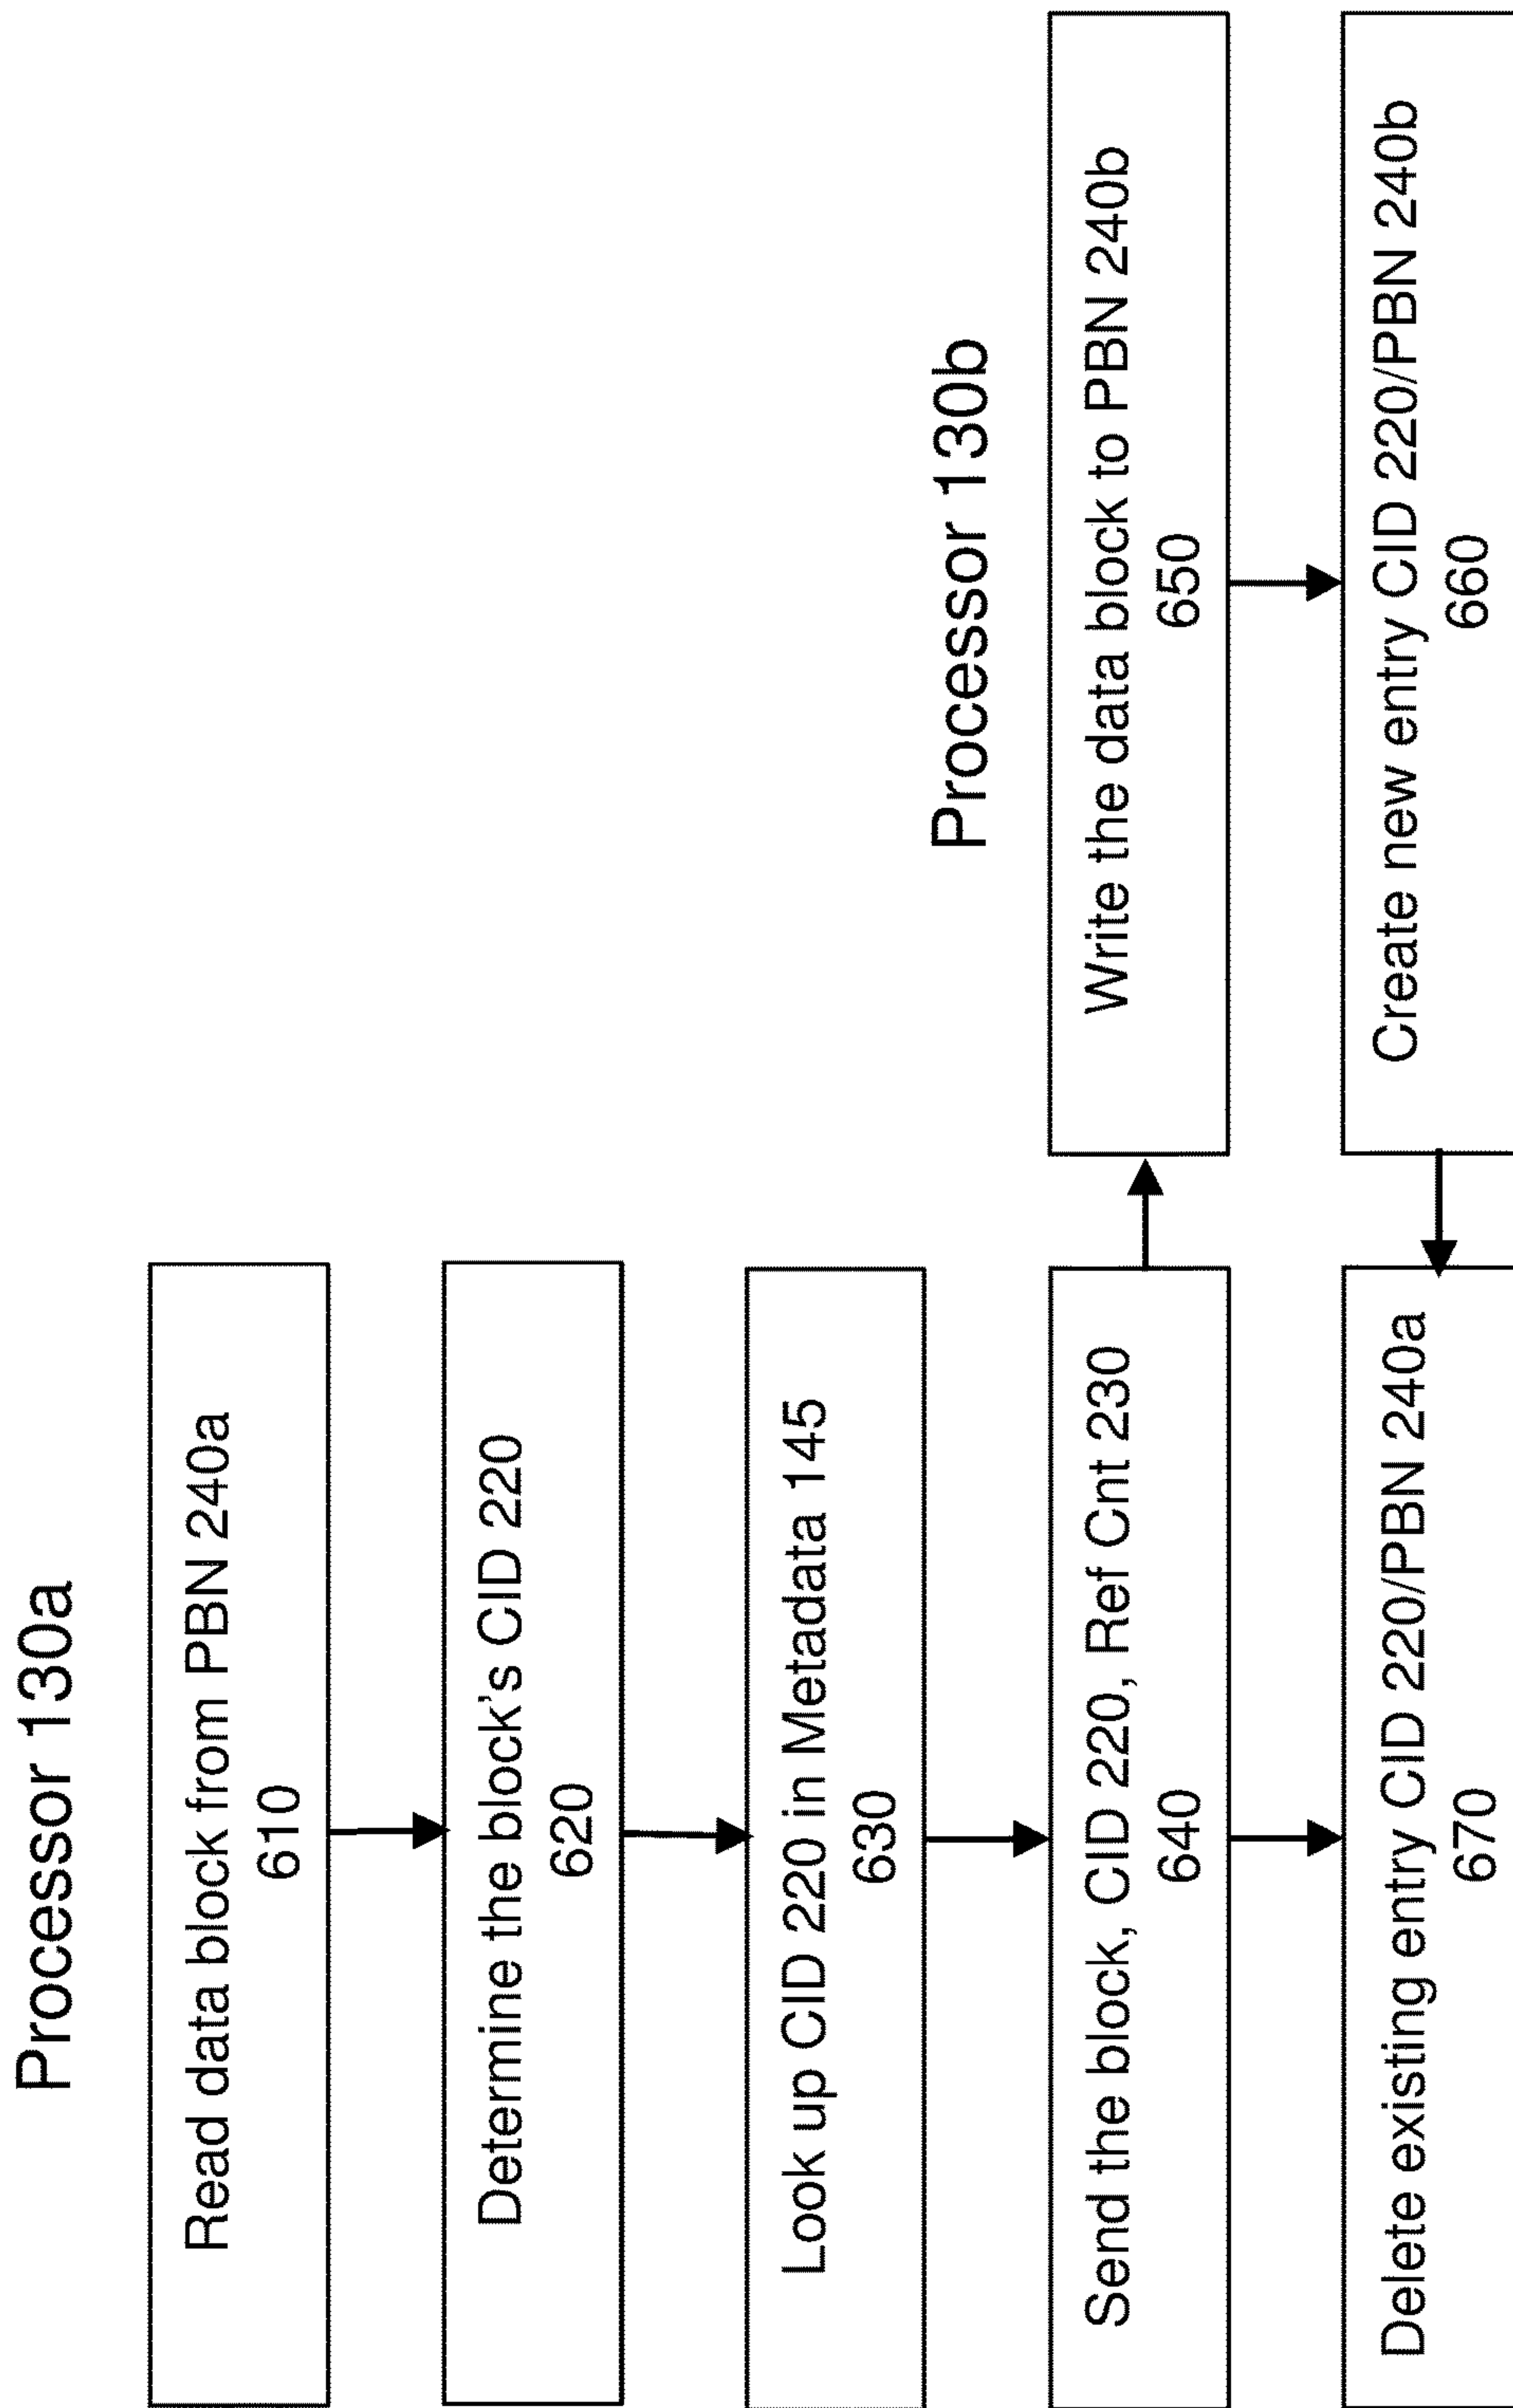 Processor 130a
Read data block from PBN 240a
610
Determine the block's CID 220
620
Look up CID 220 in Metadata 145
630
Send the block, CID 220, Ref Cnt 230
640
Delete existing entry CID 220/PBN 240a
670
Processor 130b
Write the data block to PBN 240b
650
Create new entry CID 220/PBN 240b
660